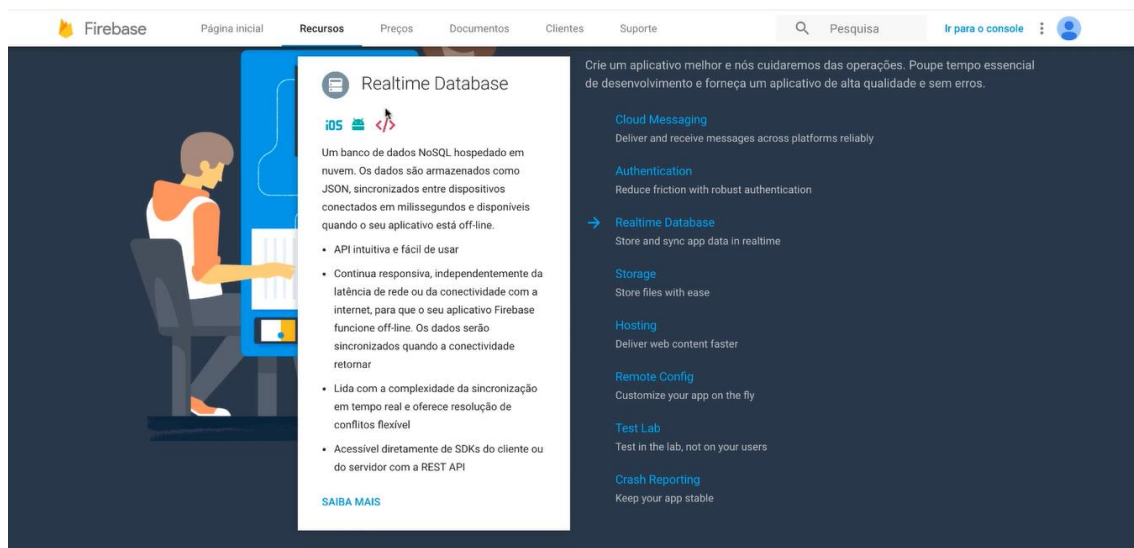 Firebase
Página inicial
Recursos
Preços
Documentos
Clientes
Suporte
Pesquisa
Ir para o console
Realtime Database
iOS
Um banco de dados NoSQL hospedado em
nuvem. Os dados são armazenados como
JSON, sincronizados entre dispositivos
conectados em milissegundos e disponíveis
quando o seu aplicativo está off-line.
• API intuitiva e fácil de usar
• Continua responsiva, independentemente da
latência de rede ou da conectividade com a
internet, para que o seu aplicativo Firebase
funcione off-line. Os dados serão
sincronizados quando a conectividade
retornar
• Lida com a complexidade da sincronização
em tempo real e oferece resolução de
conflitos flexível
• Acessível diretamente de SDKs do cliente ou
do servidor com a REST API
SAIBA MAIS
Crie um aplicativo melhor e nós cuidaremos das operações. Poupe tempo essencial
de desenvolvimento e forneça um aplicativo de alta qualidade e sem erros.
Cloud Messaging
Deliver and receive messages across platforms reliably
Authentication
Reduce friction with robust authentication
Realtime Database
Store and sync app data in realtime
Storage
Store files with ease
Hosting
Deliver web content faster
Remote Config
Customize your app on the fly
Test Lab
Test in the lab, not on your users
Crash Reporting
Keep your app stable